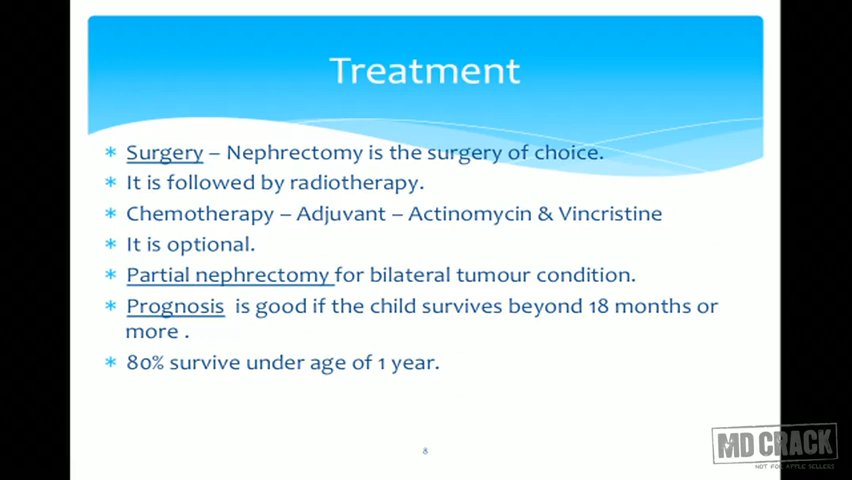 Treatment
* Surgery – Nephrectomy is the surgery of choice.
* It is followed by radiotherapy.
* Chemotherapy – Adjuvant – Actinomycin & Vincristine
* It is optional.
* Partial nephrectomy for bilateral tumour condition.
* Prognosis is good if the child survives beyond 18 months or
more .
* 80% survive under age of 1 year.
8
MD CRACK
NOT FOR APPLE SELLERS